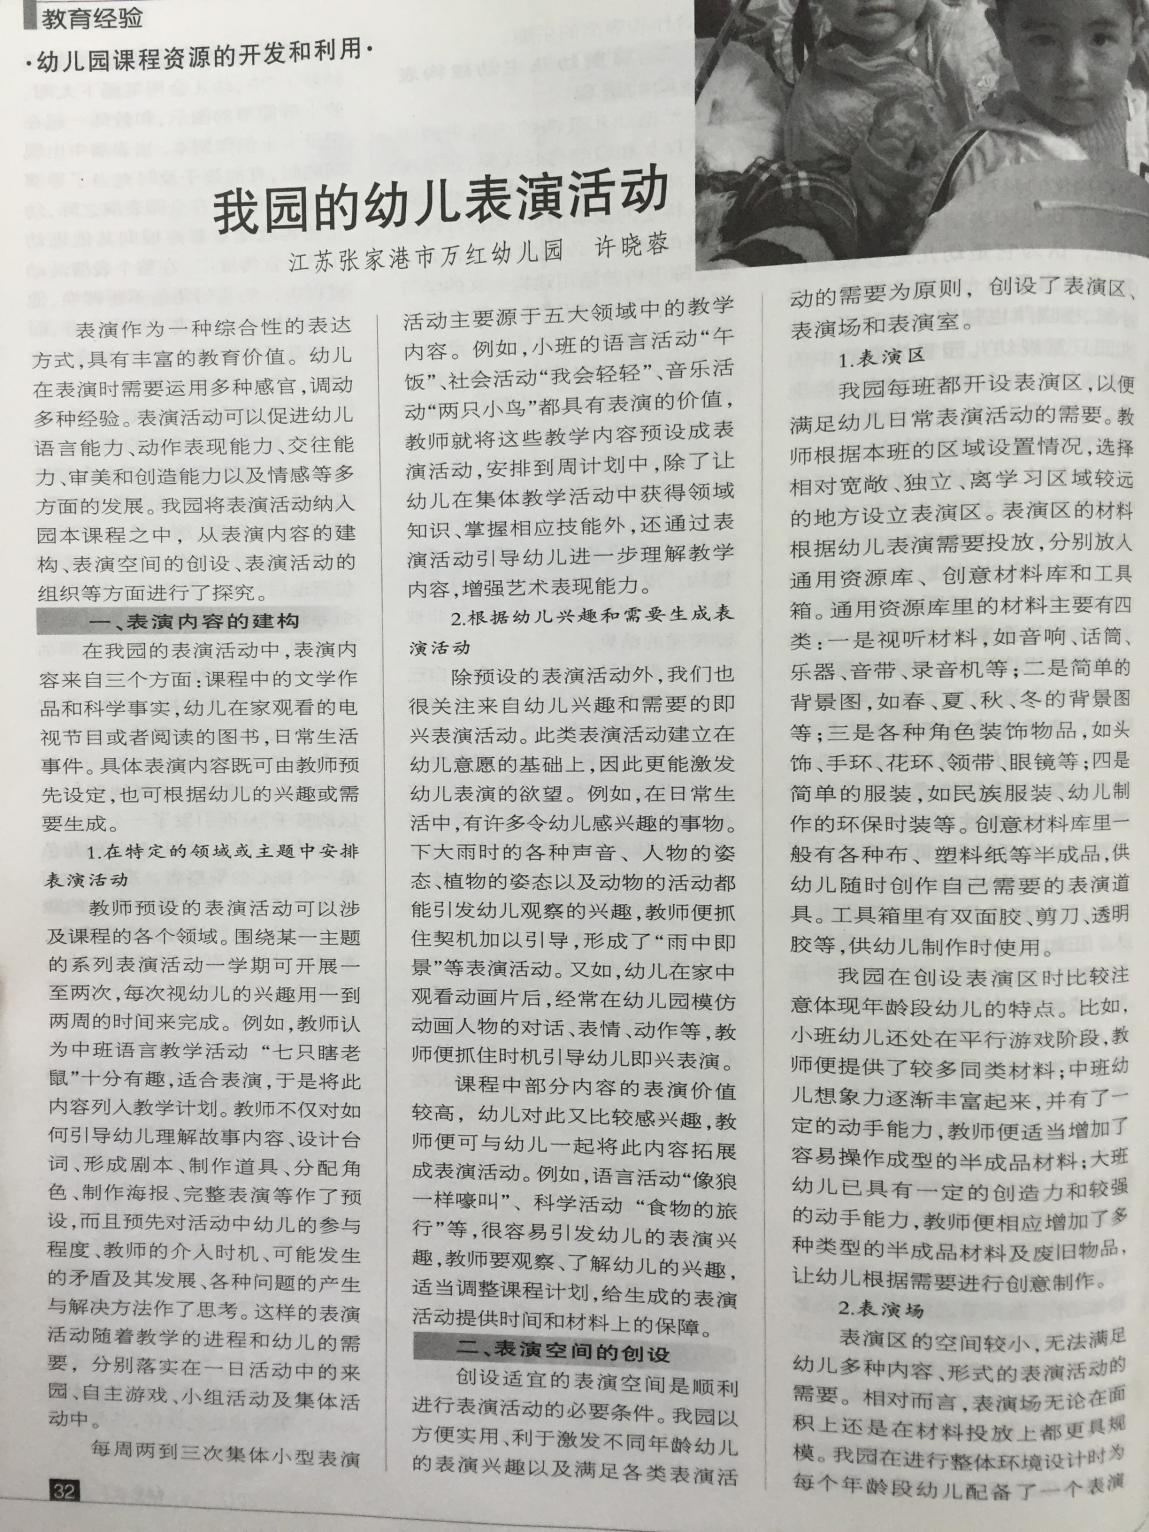 教育经验
·幼儿园课程资源的开发和利用·
我园的幼儿表演活动
江苏张家港市万红幼儿园　许晓蓉
表演作为一种综合性的表达
方式,具有丰富的教育价值。幼儿
在表演时需要运用多种感官,调动
多种经验。表演活动可以促进幼儿
语言能力、动作表现能力、交往能
力、审美和创造能力以及情感等多
方面的发展。我园将表演活动纳入
园本课程之中，从表演内容的建
构、表演空间的创设、表演活动的
组织等方面进行了探究。
一、表演内容的建构
在我园的表演活动中,表演内
容来自三个方面:课程中的文学作
品和科学事实,幼儿在家观看的电
视节目或者阅读的图书,日常生活
事件。具体表演内容既可由教师预
先设定,也可根据幼儿的兴趣或需
要生成。
1.在特定的领域或主题中安排
表演活动
教师预设的表演活动可以涉
及课程的各个领域。围绕某一主题
的系列表演活动一学期可开展一
至两次,每次视幼儿的兴趣用一到
两周的时间来完成。例如,教师认
为中班语言教学活动“七只瞎老
鼠”十分有趣,适合表演,于是将此
内容列入教学计划。教师不仅对如
何引导幼儿理解故事内容、设计台
词、形成剧本、制作道具、分配角
色、制作海报、完整表演等作了预
设,而且预先对活动中幼儿的参与
程度、教师的介入时机、可能发生
的矛盾及其发展、各种问题的产生
与解决方法作了思考。这样的表演
活动随着教学的进程和幼儿的需
要，分别落实在一日活动中的来
园、自主游戏、小组活动及集体活
动中。
每周两到三次集体小型表演
32
活动主要源于五大领域中的教学
内容。例如,小班的语言活动“午
饭”、社会活动“我会轻轻”、音乐活
动“两只小鸟”都具有表演的价值,
教师就将这些教学内容预设成表
演活动,安排到周计划中,除了让
幼儿在集体教学活动中获得领域
知识、掌握相应技能外,还通过表
演活动引导幼儿进一步理解教学
内容,增强艺术表现能力。
2.根据幼儿兴趣和需要生成表
演活动
除预设的表演活动外,我们也
很关注来自幼儿兴趣和需要的即
兴表演活动。此类表演活动建立在
幼儿意愿的基础上,因此更能激发
幼儿表演的欲望。例如,在日常生
活中,有许多令幼儿感兴趣的事物。
下大雨时的各种声音、人物的姿
态、植物的姿态以及动物的活动都
能引发幼儿观察的兴趣,教师便抓
住契机加以引导,形成了“雨中即
景”等表演活动。又如,幼儿在家中
观看动画片后,经常在幼儿园模仿
动画人物的对话、表情、动作等,教
师便抓住时机引导幼儿即兴表演。
课程中部分内容的表演价值
较高，幼儿对此又比较感兴趣,教
师便可与幼儿一起将此内容拓展
成表演活动。例如,语言活动“像狼
一样嚎叫”、科学活动“食物的旅
行”等,很容易引发幼儿的表演兴
趣,教师要观察、了解幼儿的兴趣,
适当调整课程计划,给生成的表演
活动提供时间和材料上的保障。
二、表演空间的创设
创设适宜的表演空间是顺利
进行表演活动的必要条件。我园以
方便实用、利于激发不同年龄幼儿
的表演兴趣以及满足各类表演活
动的需要为原则，创设了表演区、
表演场和表演室。
1.表演区
我园每班都开设表演区,以便
满足幼儿日常表演活动的需要。教
师根据本班的区域设置情况,选择
相对宽敞、独立、离学习区域较远
的地方设立表演区。表演区的材料
根据幼儿表演需要投放,分别放入
通用资源库、创意材料库和工具
箱。通用资源库里的材料主要有四
类:一是视听材料,如音响、话筒、
乐器、音带、录音机等;二是简单的
背景图,如春、夏、秋、冬的背景图
等;三是各种角色装饰物品,如头
饰、手环、花环、领带、眼镜等;四是
简单的服装,如民族服装、幼儿制
作的环保时装等。创意材料库里一
般有各种布、塑料纸等半成品,供
幼儿随时创作自己需要的表演道
具。工具箱里有双面胶、剪刀、透明
胶等,供幼儿制作时使用。
我园在创设表演区时比较注
意体现年龄段幼儿的特点。比如,
小班幼儿还处在平行游戏阶段,教
师便提供了较多同类材料;中班幼
儿想象力逐渐丰富起来,并有了一
定的动手能力,教师便适当增加了
容易操作成型的半成品材料;大班
幼儿已具有一定的创造力和较强
的动手能力,教师便相应增加了多
种类型的半成品材料及废旧物品,
让幼儿根据需要进行创意制作。
2.表演场
表演区的空间较小,无法满足
幼儿多种内容、形式的表演活动的
需要。相对而言,表演场无论在面
积上还是在材料投放上都更具规
模。我园在进行整体环境设计时为
每个年龄段幼儿配备了一个表演